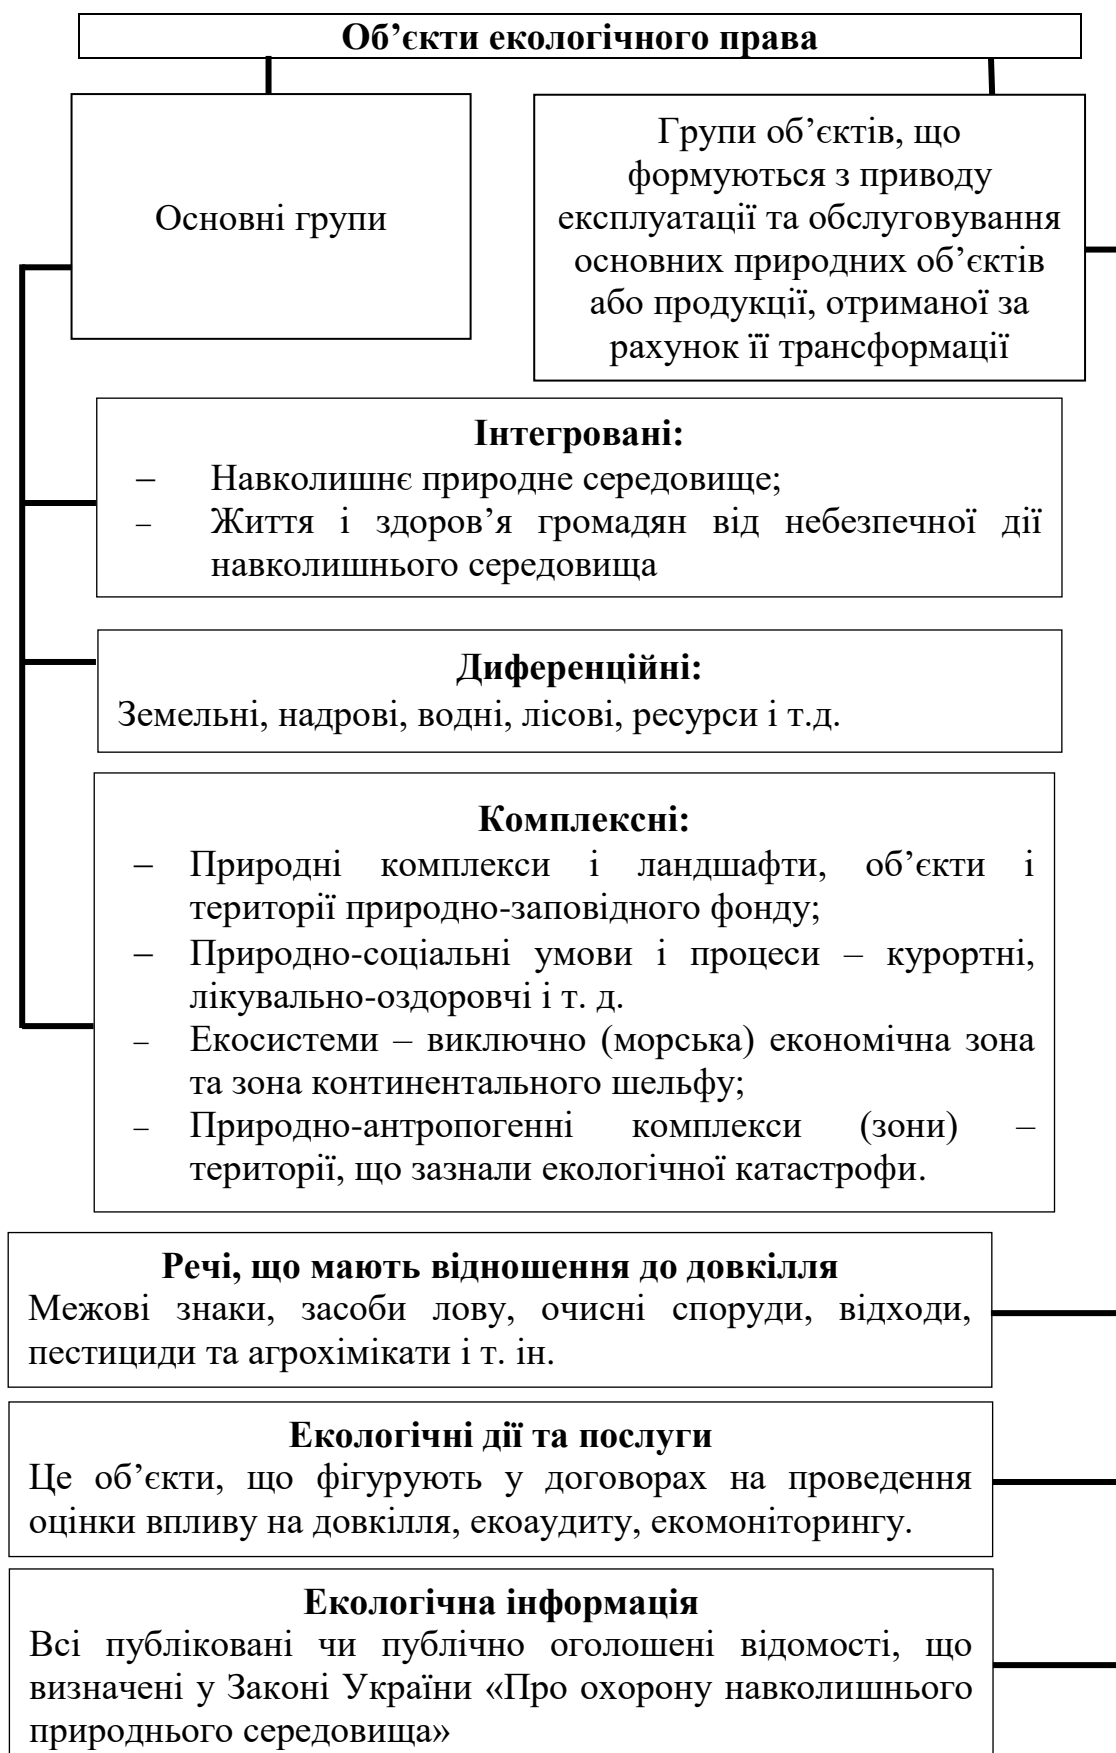 Об’єкти екологічного права
Основні групи
Групи об’єктів, що
формуються з приводу
експлуатації та обслуговування
основних природних об’єктів
або продукції, отриманої за
рахунок її трансформації
Інтегровані:
– Навколишнє природне середовище;
– Життя і здоров’я громадян від небезпечної дії
навколишнього середовища
Диференційні:
Земельні, надрові, водні, лісові, ресурси і т.д.
Комплексні:
– Природні комплекси і ландшафти, об’єкти і
території природно-заповідного фонду;
– Природно-соціальні умови і процеси – курортні,
лікувально-оздоровчі і т. д.
– Екосистеми – виключно (морська) економічна зона
та зона континентального шельфу;
– Природно-антропогенні комплекси (зони) –
території, що зазнали екологічної катастрофи.
Речі, що мають відношення до довкілля
Межові знаки, засоби лову, очисні споруди, відходи,
пестициди та агрохімікати і т. ін.
Екологічні дії та послуги
Це об’єкти, що фігурують у договорах на проведення
оцінки впливу на довкілля, екоаудиту, екомоніторингу.
Екологічна інформація
Всі публіковані чи публічно оголошені відомості, що
визначені у Законі України «Про охорону навколишнього
природнього середовища»